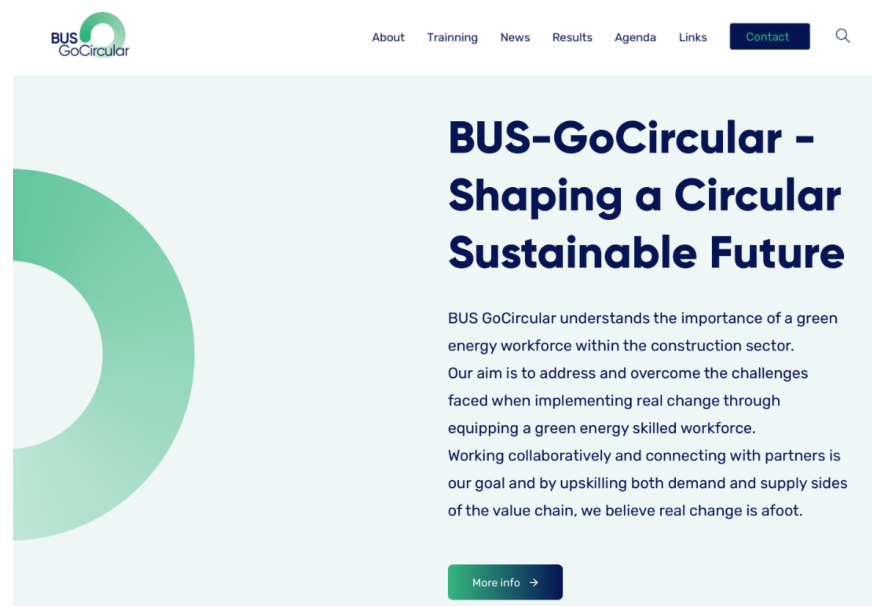 BUS
GoCircular
About Trainning News Results Agenda Links Contact
BUS-GoCircular -
Shaping a Circular
Sustainable Future
BUS GoCircular understands the importance of a green
energy workforce within the construction sector.
Our aim is to address and overcome the challenges
faced when implementing real change through
equipping a green energy skilled workforce.
Working collaboratively and connecting with partners is
our goal and by upskilling both demand and supply sides
of the value chain, we believe real change is afoot.
More info →